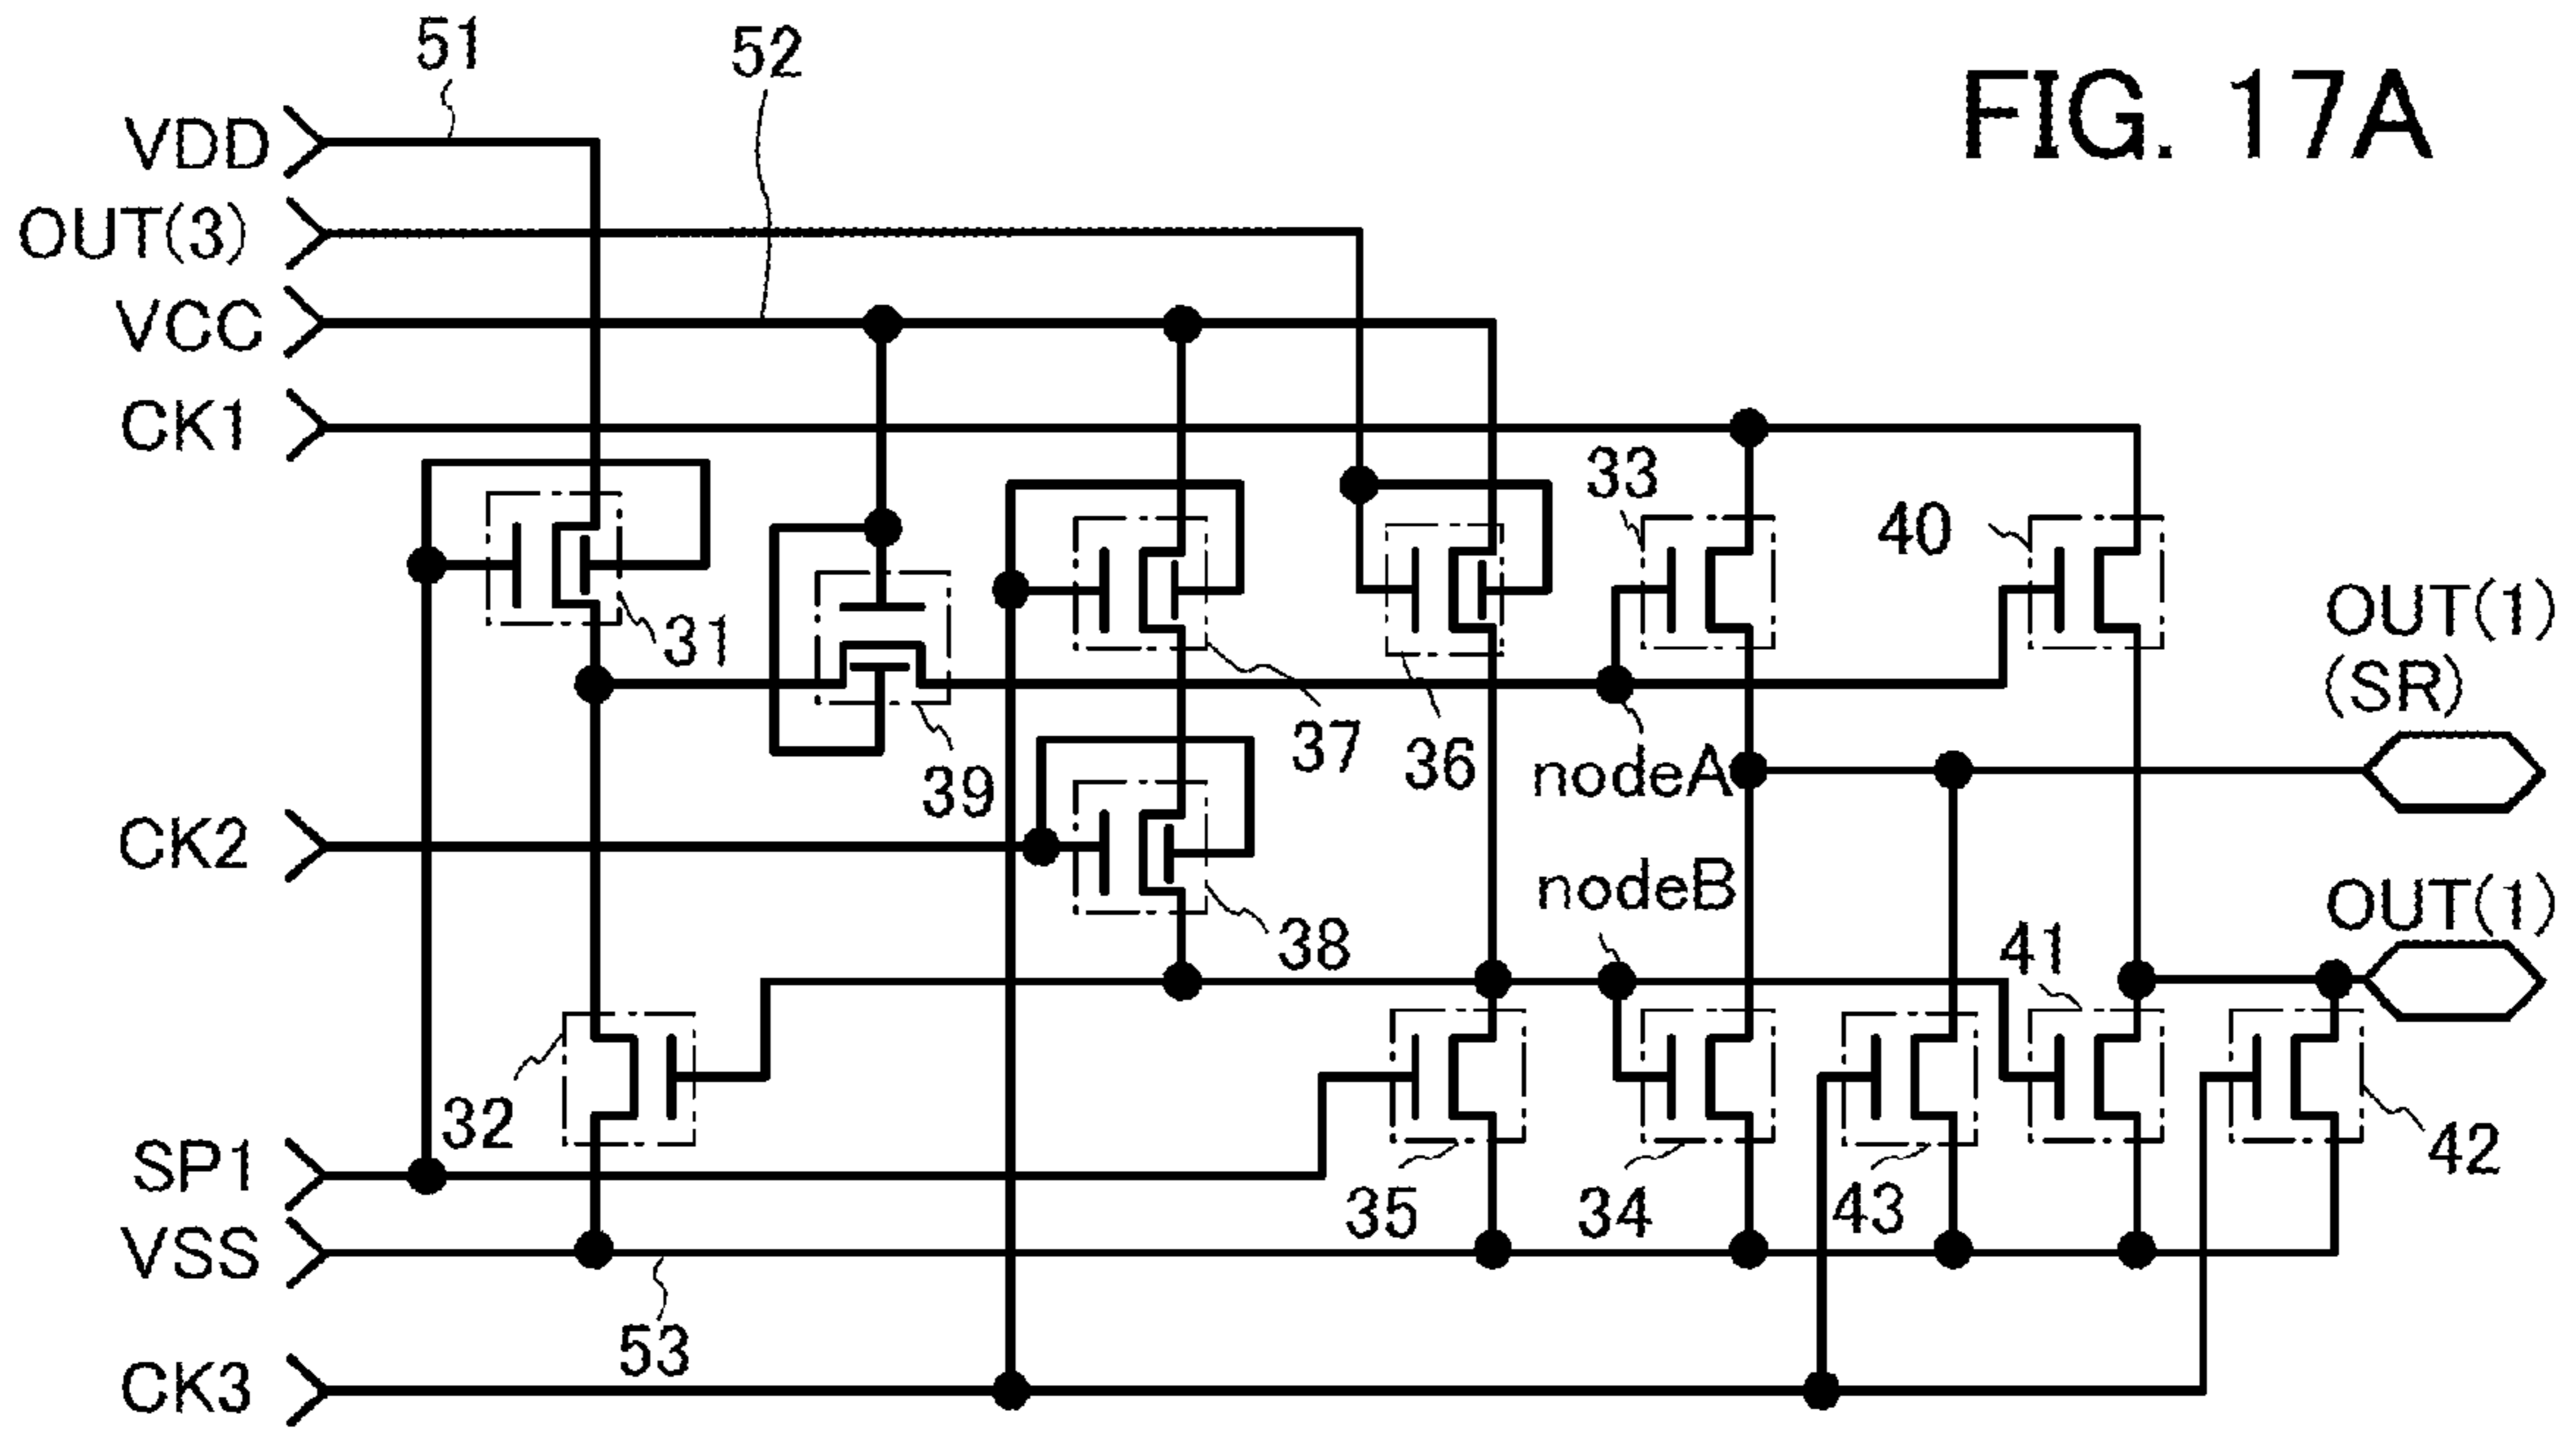 FIG. 17A
51
52
VDD
OUT(3)
VCC
CK1
33
40
31
37
36
39
nodeA
OUT(1)
(SR)
CK2
38
nodeB
41
OUT(1)
32
SP1
35
34
43
42
VSS
53
CK3